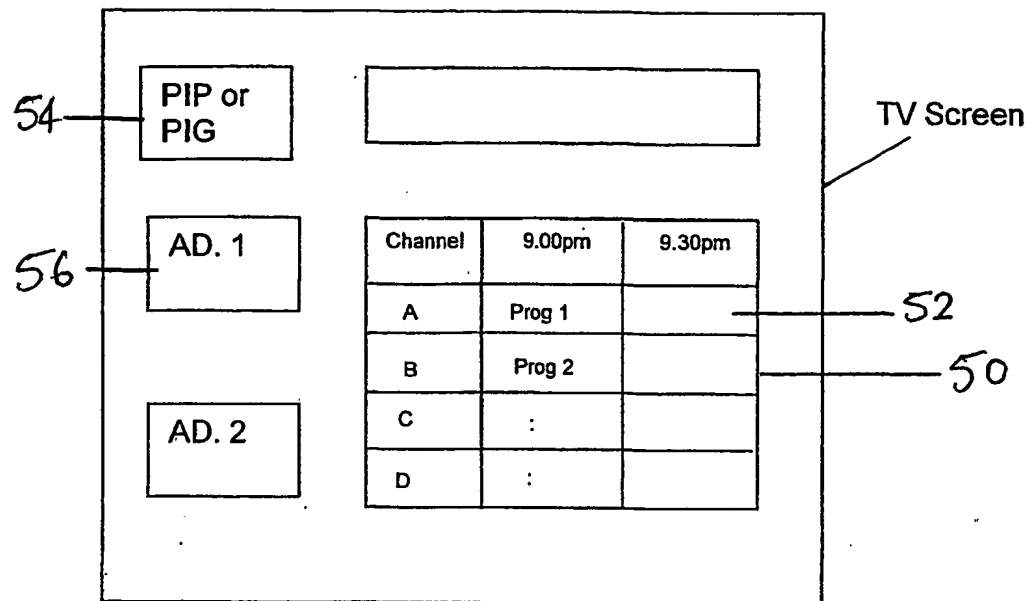 PIP or
PIG
54
TV Screen
AD. 1
56
Channel 9.00pm 9.30pm
A Prog 1
52
B Prog 2
50
C :
AD. 2
D :